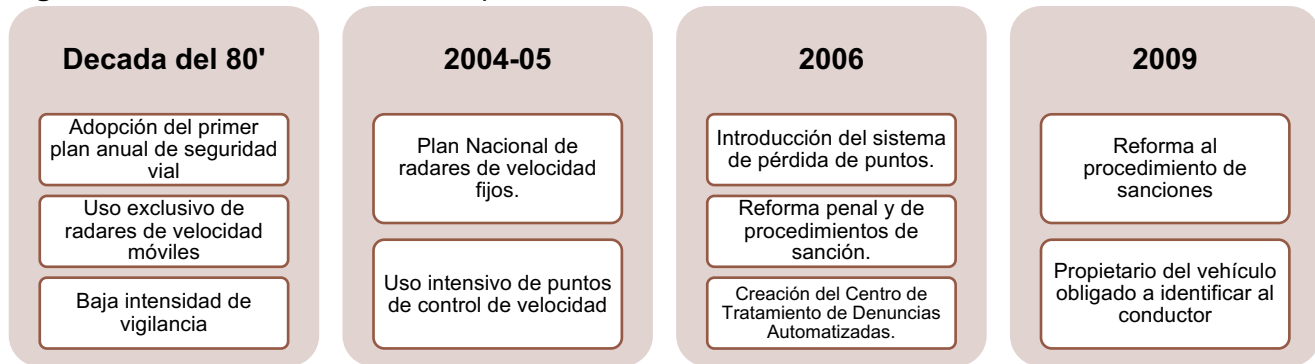 Decada del 80'
Adopción del primer
plan anual de seguridad
vial
Uso exclusivo de
radares de velocidad
móviles
Baja intensidad de
vigilancia
2004-05
Plan Nacional de
radares de velocidad
fijos.
Uso intensivo de puntos
de control de velocidad
2006
Introducción del sistema
de pérdida de puntos.
Reforma penal y de
procedimientos de
sanción.
Creación del Centro de
Tratamiento de Denuncias
Automatizadas.
2009
Reforma al
procedimiento de
sanciones
Propietario del vehículo
obligado a identificar al
conductor